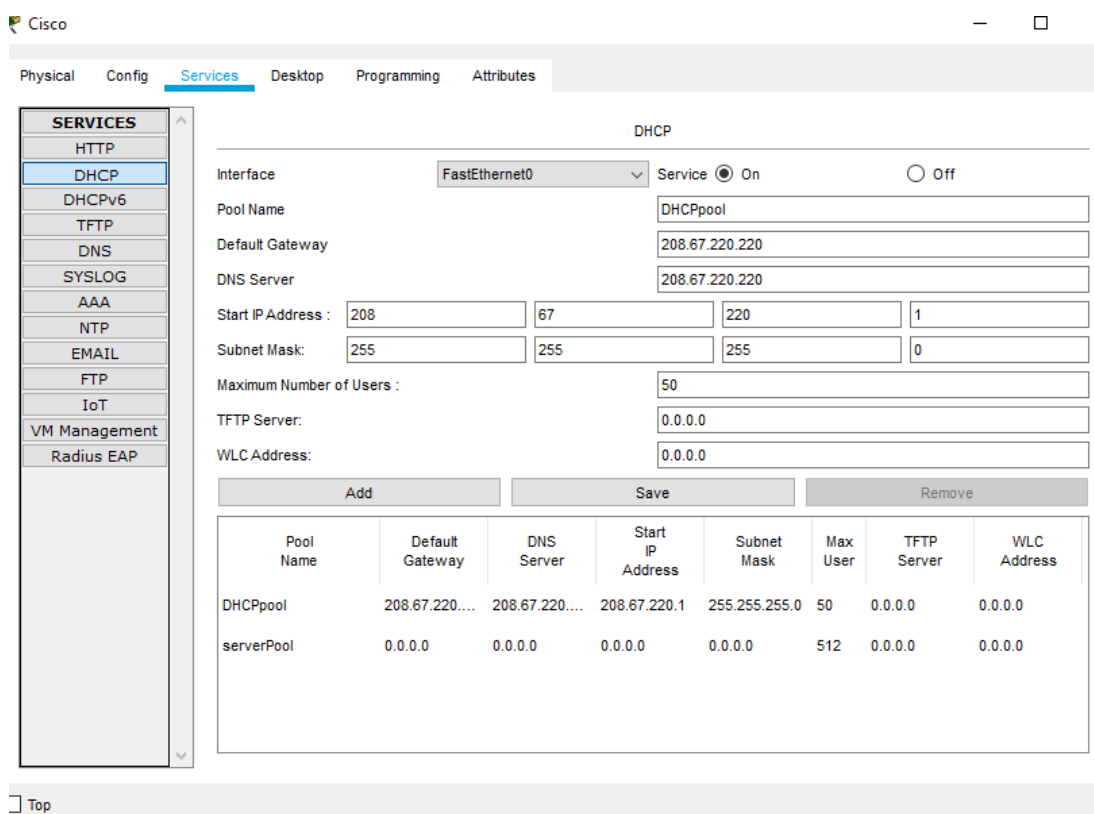 Cisco
Physical Config Services Desktop Programming Attributes
SERVICES
HTTP
DHCP
DHCPv6
TFTP
DNS
SYSLOG
AAA
NTP
EMAIL
FTP
IoT
VM Management
Radius EAP
DHCP
Interface FastEthernet0 Service On Off
Pool Name DHCPpool
Default Gateway 208.67.220.220
DNS Server 208.67.220.220
Start IP Address : 208 67 220 1
Subnet Mask: 255 255 255 0
Maximum Number of Users : 50
TFTP Server: 0.0.0.0
WLC Address: 0.0.0.0
Add Save Remove
Pool Name Default Gateway DNS Server Start IP Address Subnet Mask Max User TFTP Server WLC Address
DHCPpool 208.67.220.... 208.67.220.... 208.67.220.1 255.255.255.0 50 0.0.0.0 0.0.0.0
serverPool 0.0.0.0 0.0.0.0 0.0.0.0 0.0.0.0 512 0.0.0.0 0.0.0.0
Top